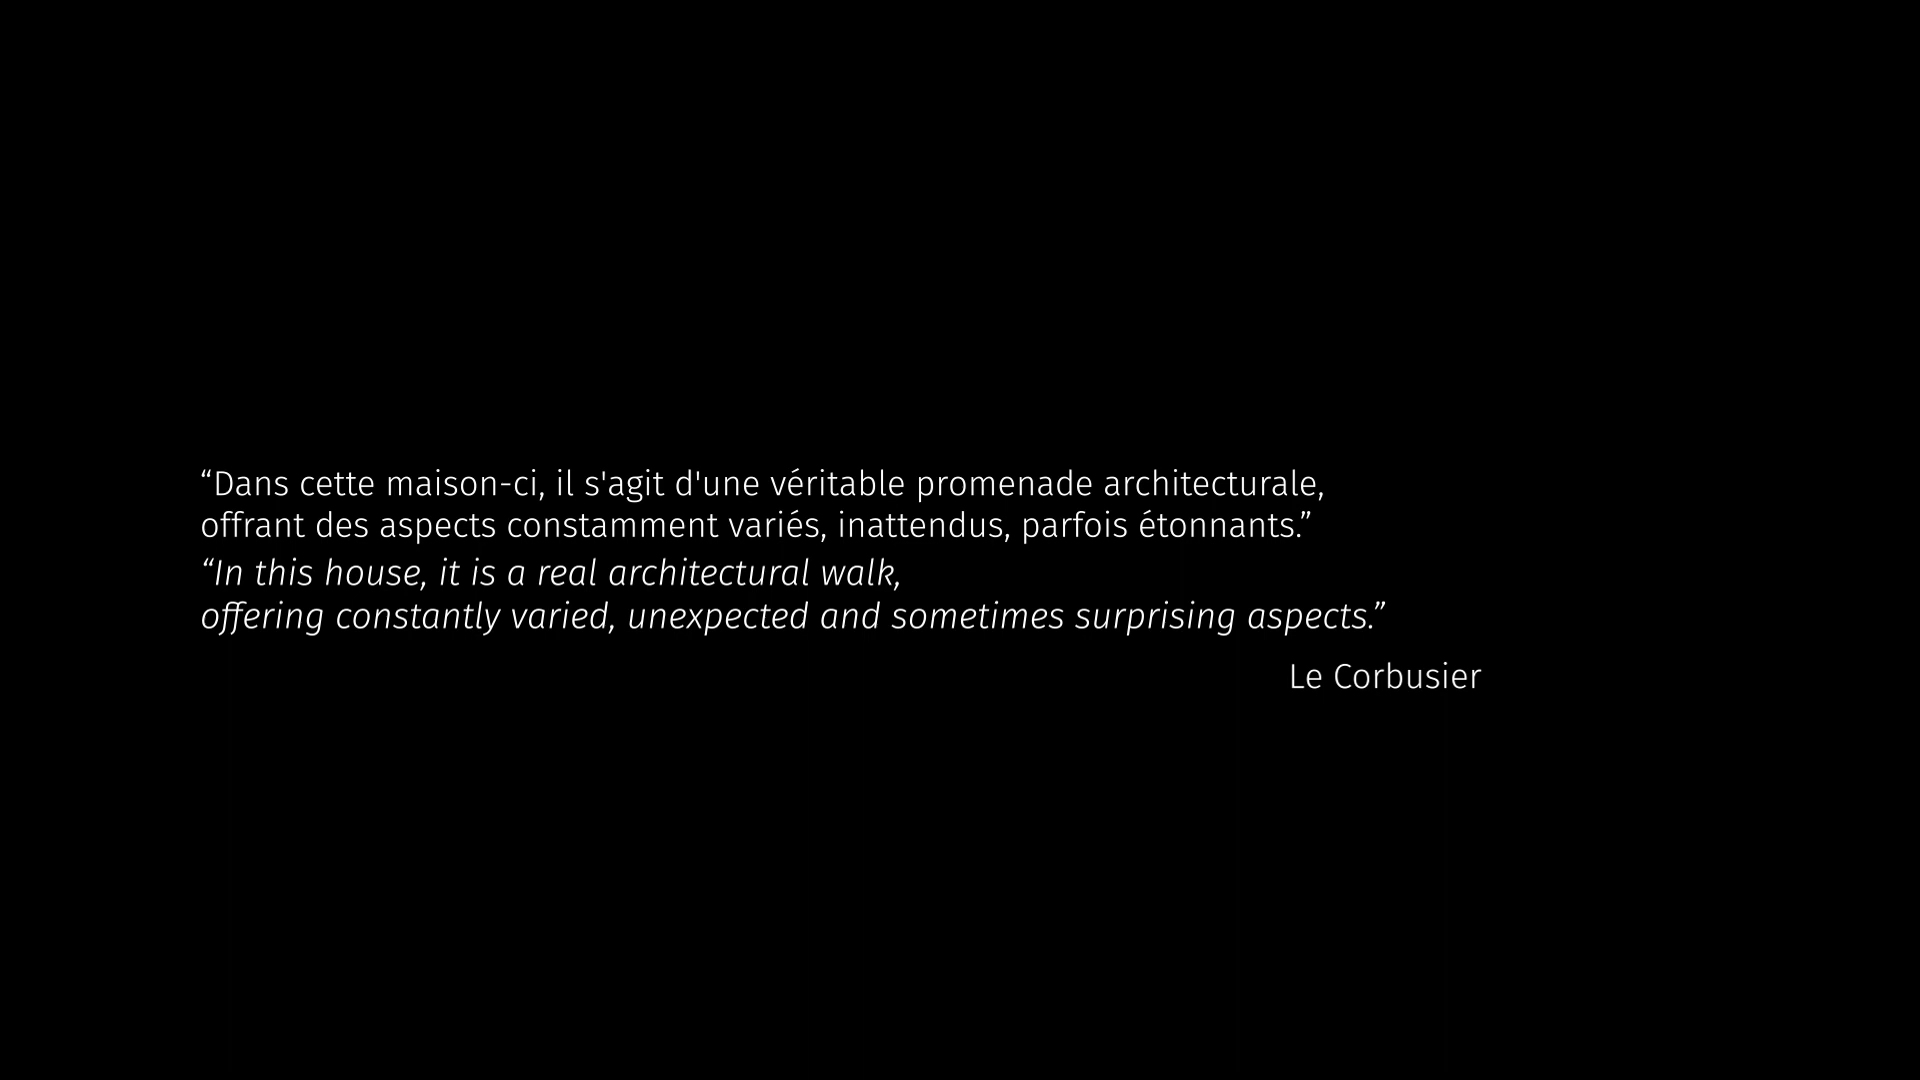 “Dans cette maison-ci, il s'agit d'une véritable promenade architecturale,
offrant des aspects constamment variés, inattendus, parfois étonnants.”
“In this house, it is a real architectural walk,
offering constantly varied, unexpected and sometimes surprising aspects.”
Le Corbusier